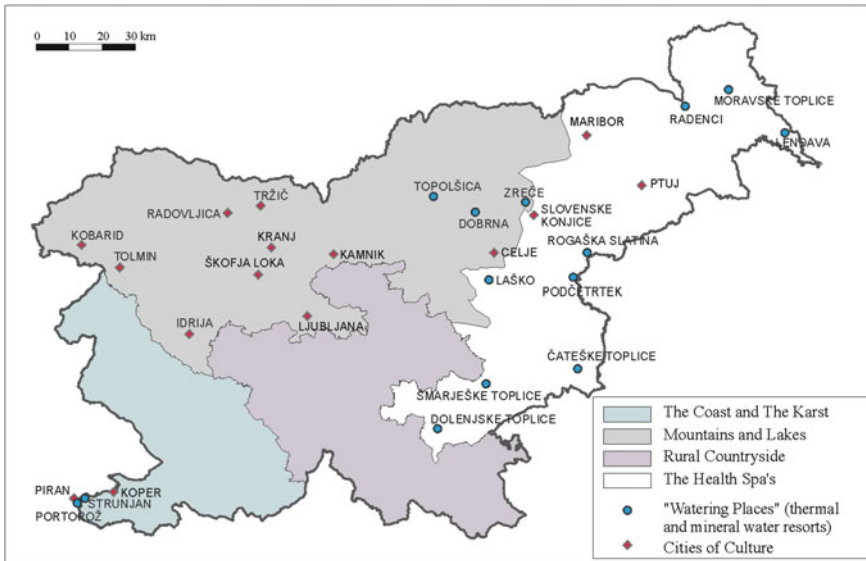 0 10 20 30 km
MORAVSKE TOPLICE
RADENCI
MARIBOR
LENDAVA
TOPOLŠICA
ZREČE
PTUJ
TRŽIČ
RADOVLJICA
DOBRNA
SLOVENSKE
KONJICE
KOBARID
KRANJ
ROGAŠKA SLATINA
TOLMIN
ŠKOFJA LOKA
KAMNIK
CELJE
LAŠKO
PODČETRTEK
IDRIJA
LJUBLJANA
ČATEŠKE TOPLICE
ŠMARJEŠKE TOPLICE
DOLENJSKE TOPLICE
PIRAN
KOPER
STRUNJAN
PORTOROŽ
The Coast and The Karst
Mountains and Lakes
Rural Countryside
The Health Spa's
"Watering Places" (thermal
and mineral water resorts)
Cities of Culture